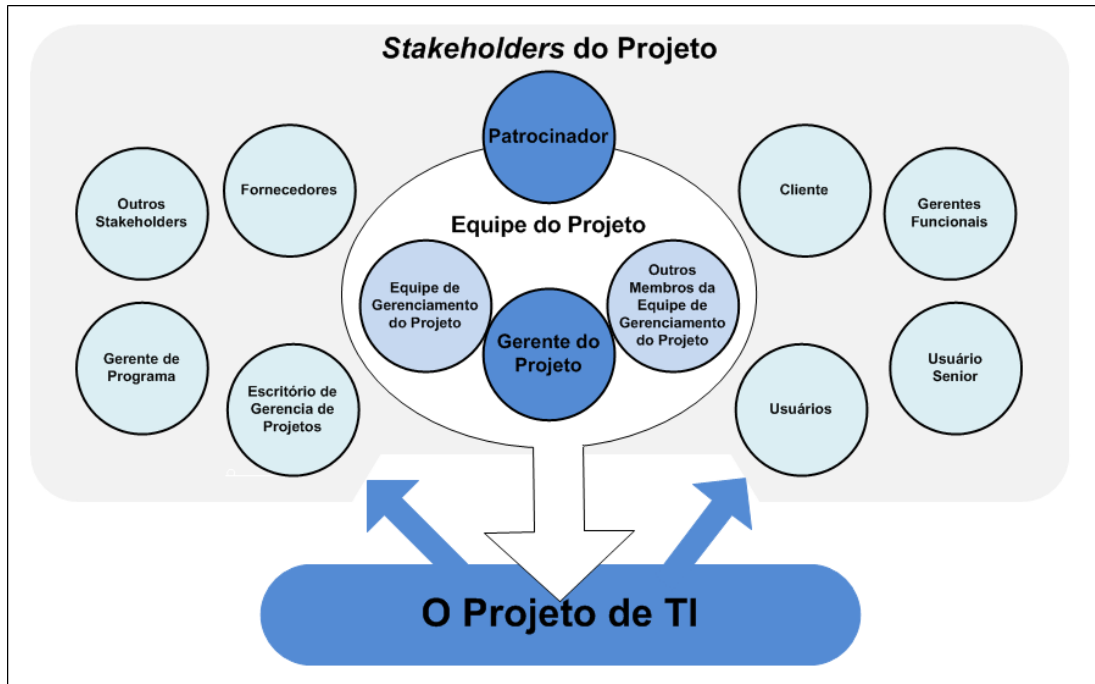 Stakeholders do Projeto
Patrocinador
Outros
Stakeholders
Fornecedores
Cliente
Gerentes
Funcionais
Equipe do Projeto
Equipe de
Gerenciamento
do Projeto
Gerente do
Projeto
Outros
Membros da
Equipe de
Gerenciamento
do Projeto
Gerente de
Programa
Escritório de
Gerencia de
Projetos
Usuários
Usuário
Senior
O Projeto de TI